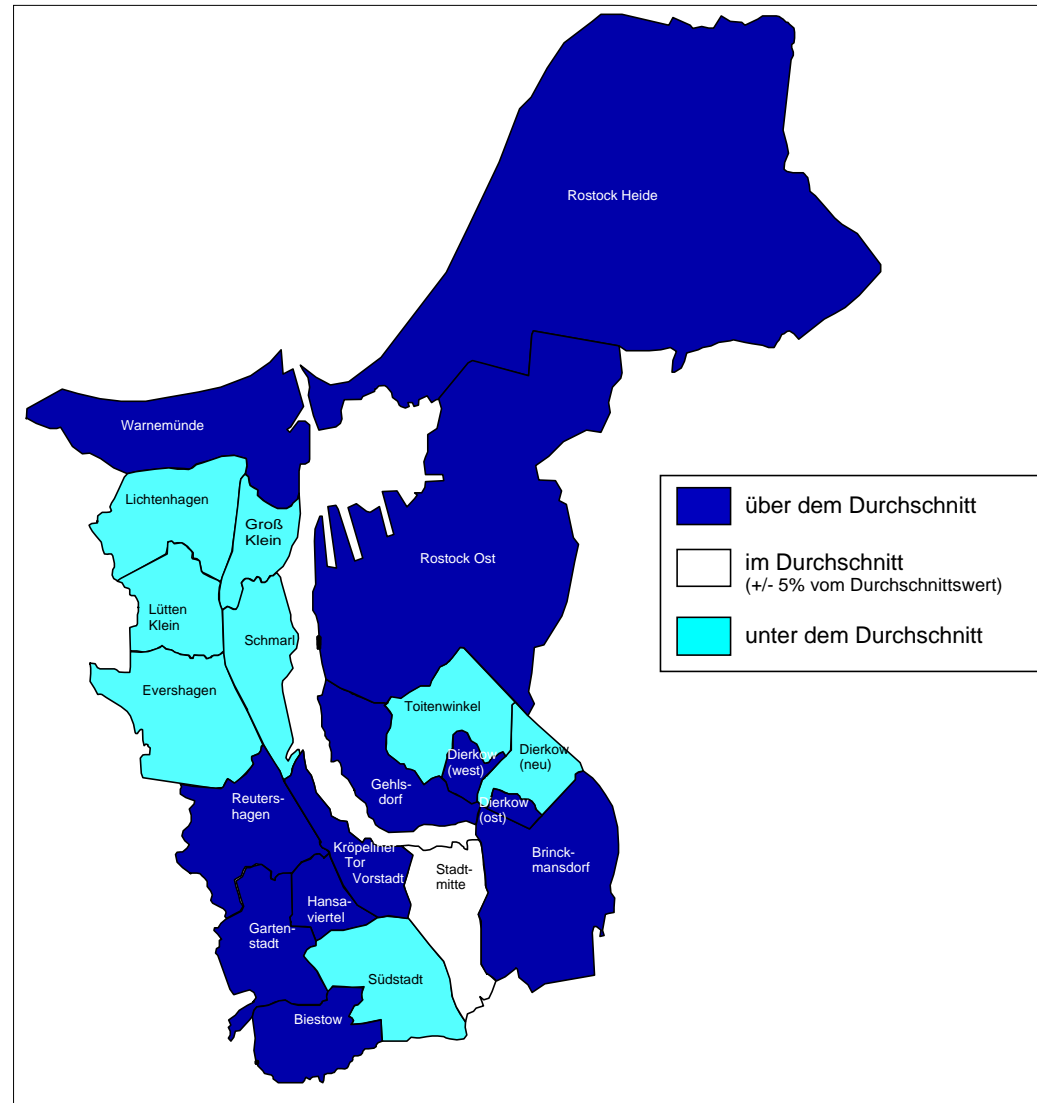 Rostock Heide
Warnemünde
Lichtenhagen
Groß
Klein
Rostock Ost
Lütten
Klein
Schmarl
Evershagen
Toitenwinkel
Dierkow
(west)
Dierkow
(neu)
Gehls-
dorf
Dierkow
(ost)
Reuters-
hagen
Kröpeliner
Tor
Vorstadt
Stadt-
mitte
Brinck-
mansdorf
Hansa-
viertel
Garten-
stadt
Südstadt
Biestow
über dem Durchschnitt
im Durchschnitt
(+/- 5% vom Durchschnittswert)
unter dem Durchschnitt